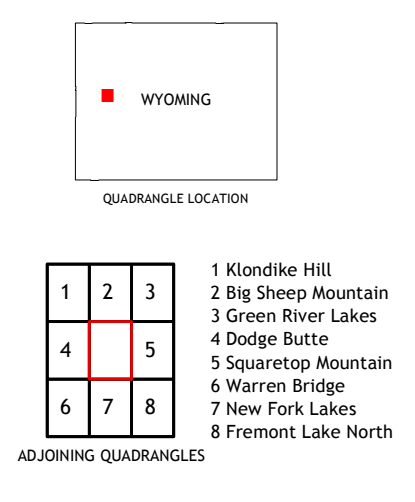 WYOMING
QUADRANGLE LOCATION
1 2 3
4 5
6 7 8
ADJOINING QUADRANGLES
1 Klondike Hill
2 Big Sheep Mountain
3 Green River Lakes
4 Dodge Butte
5 Squaretop Mountain
6 Warren Bridge
7 New Fork Lakes
8 Fremont Lake North